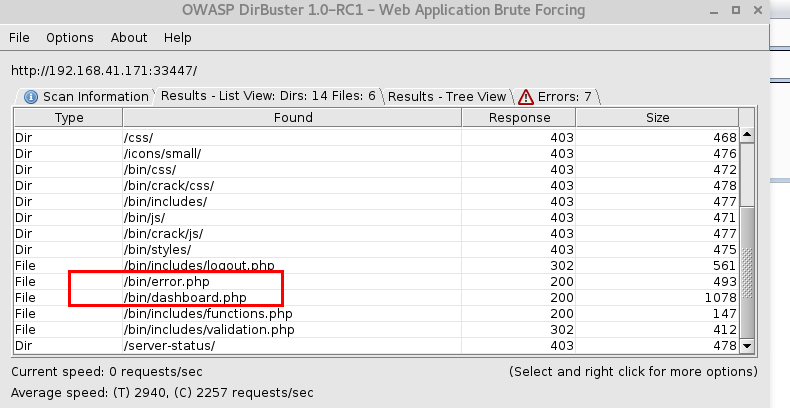 OWASP DirBuster 1.0-RC1 – Web Application Brute Forcing
File Options About Help
http://192.168.41.171:33447/
Scan Information Results - List View: Dirs: 14 Files: 6 Results - Tree View Errors: 7
Type Found Response Size
Dir /css/ 403 468
Dir /icons/small/ 403 476
Dir /bin/css/ 403 472
Dir /bin/crack/css/ 403 478
Dir /bin/includes/ 403 477
Dir /bin/js/ 403 471
Dir /bin/crack/js/ 403 477
Dir /bin/styles/ 403 475
File /bin/includes/logout.php 302 561
File /bin/error.php 200 493
File /bin/dashboard.php 200 1078
File /bin/includes/functions.php 200 147
File /bin/includes/validation.php 302 412
Dir /server-status/ 403 478
Current speed: 0 requests/sec (Select and right click for more options)
Average speed: (T) 2940, (C) 2257 requests/sec